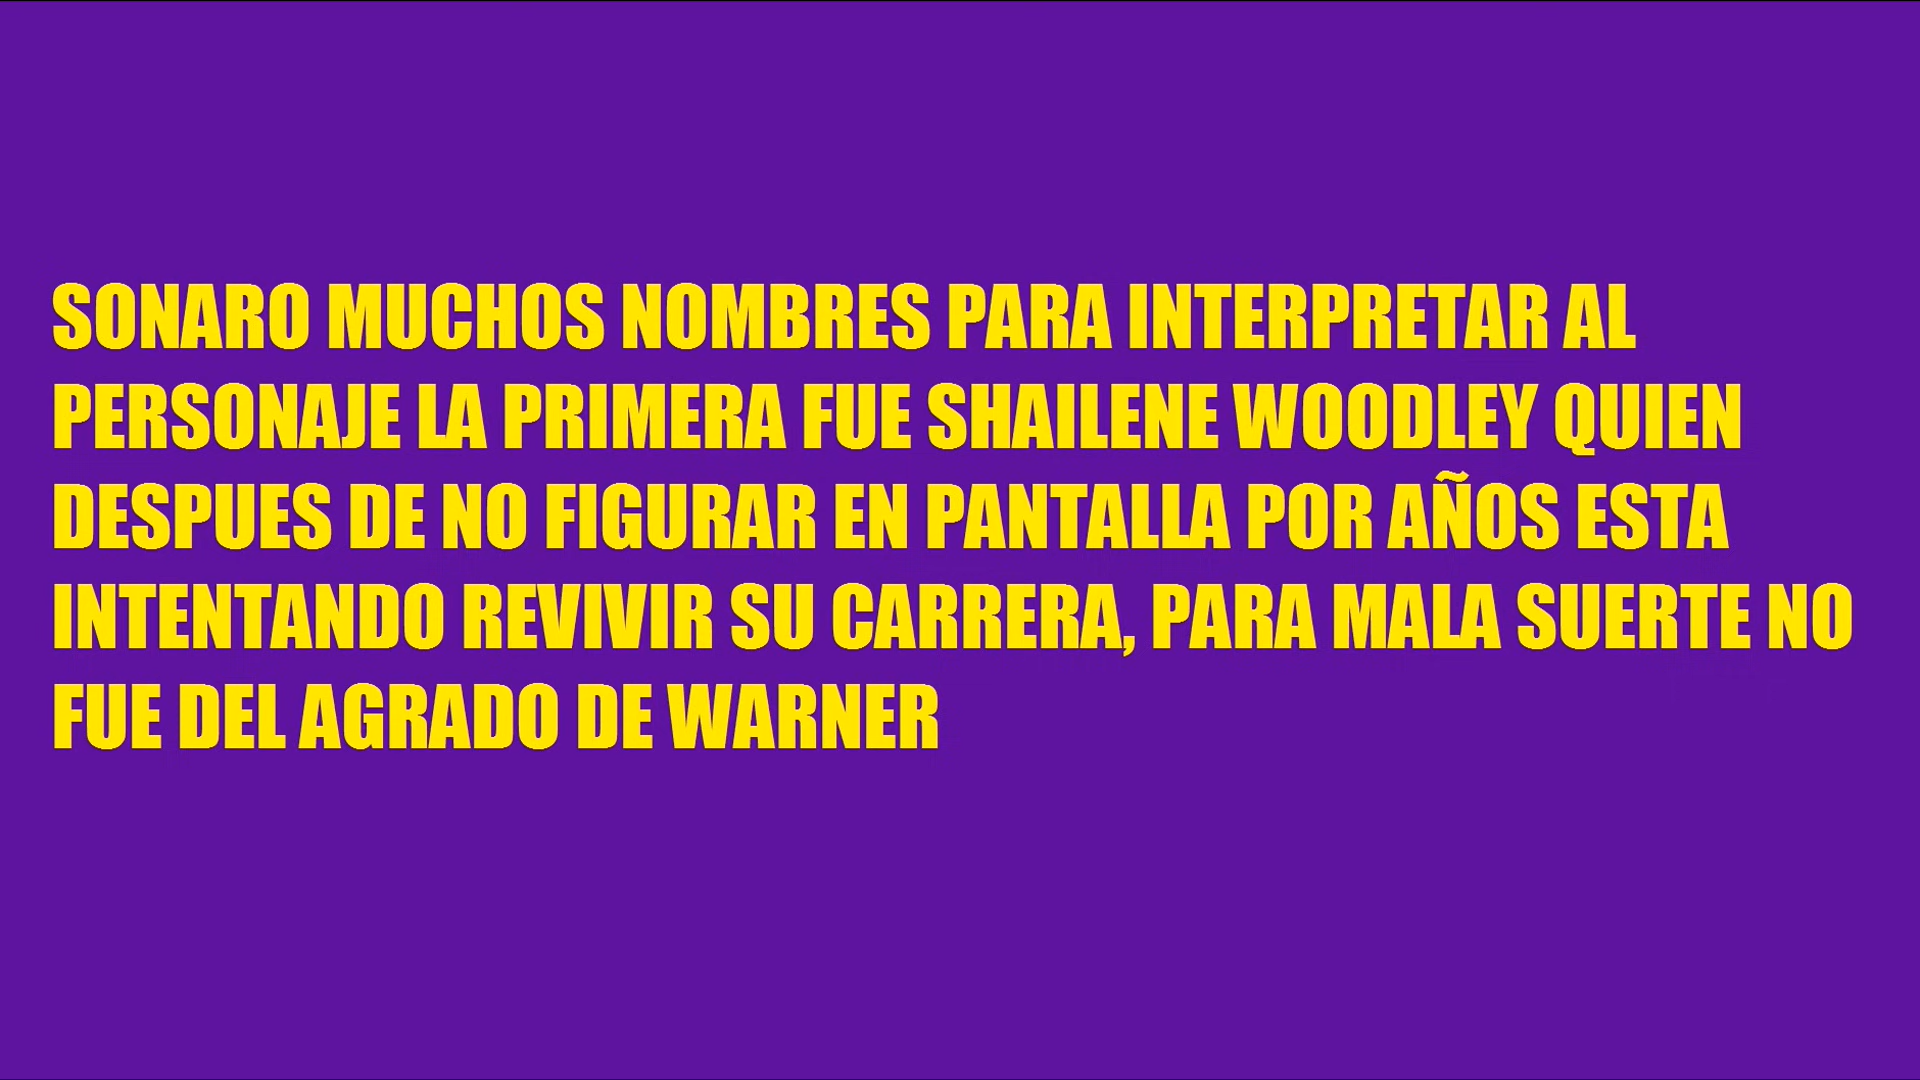 SONARO MUCHOS NOMBRES PARA INTERPRETAR AL
PERSONAJE LA PRIMERA FUE SHAILENE WOODLEY QUIEN
DESPUES DE NO FIGURAR EN PANTALLA POR AÑOS ESTA
INTENTANDO REVIVIR SU CARRERA, PARA MALA SUERTE NO
FUE DEL AGRADO DE WARNER